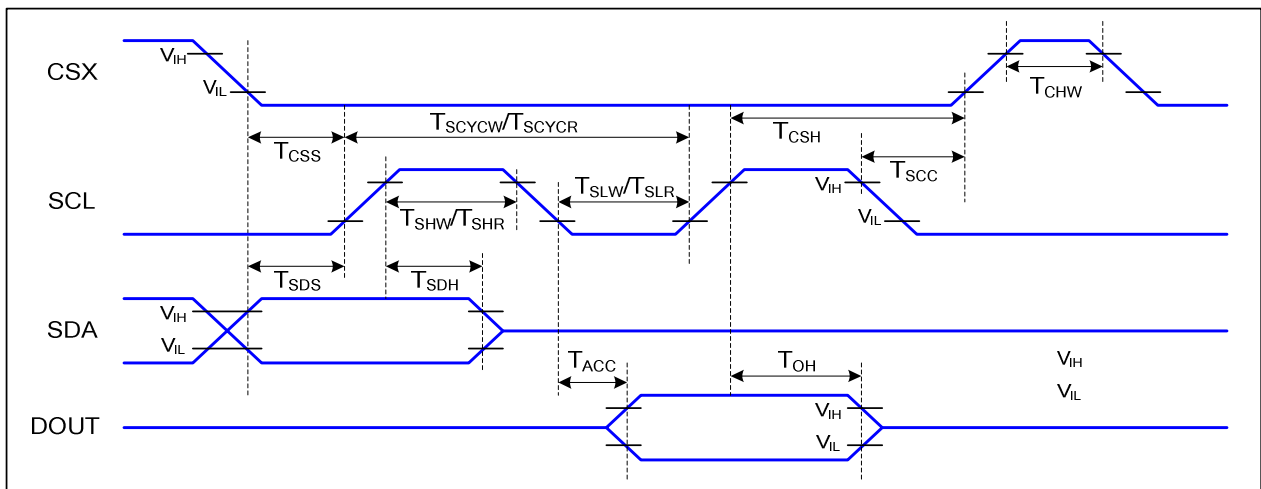 CSX
VIH
VIL
TCHW
TSCYCW/TSCYCR
TCSH
TCSS
TSCC
SCL
TSLW/TSLR
VIH
TSHW/TSHR
VIL
TSDS
TSDH
SDA
VIH
VIL
TACC
TOH
VIH
VIL
DOUT
VIH
VIL